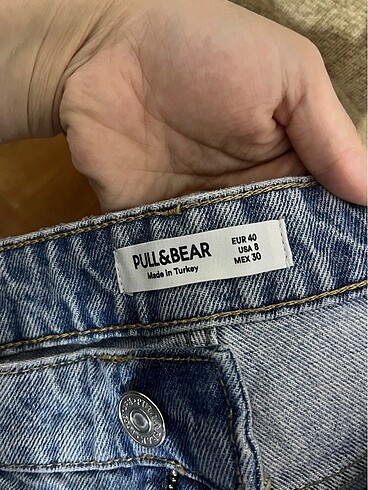 PULL&BEAR
Made in Turkey
EUR 40
USA 8
MEX 30